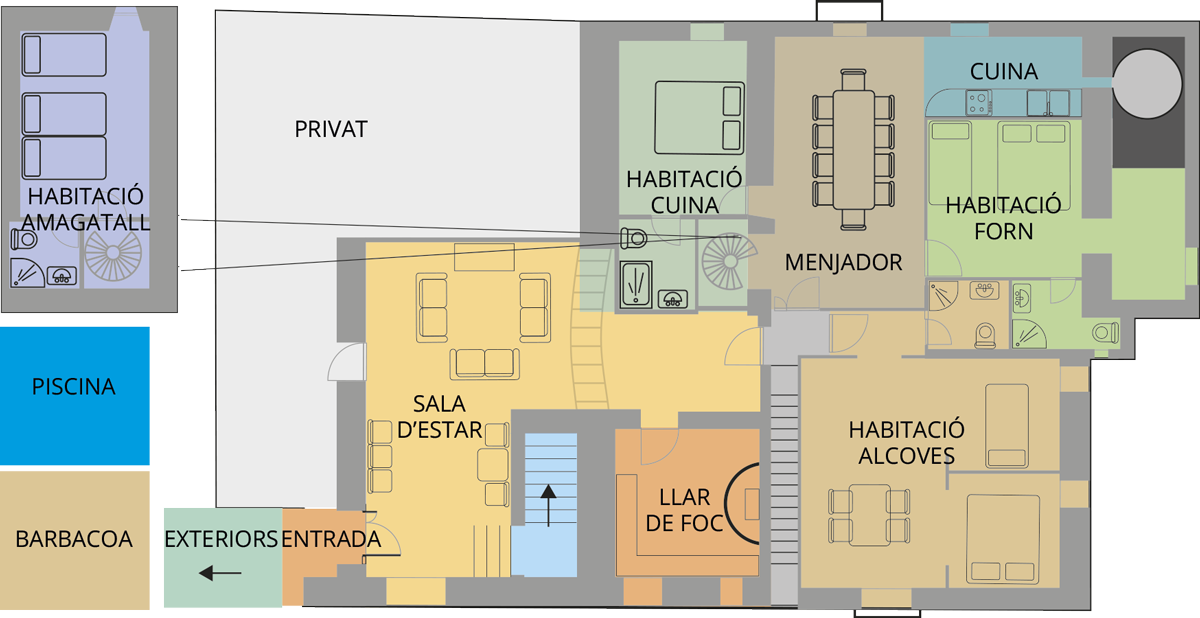 HABITACIÓ
AMAGATALL
PISCINA
BARBACOA
PRIVAT
EXTERIORS
ENTRADA
SALA
D’ESTAR
HABITACIÓ
CUINA
LLAR
DE FOC
MENJADOR
CUINA
HABITACIÓ
FORN
HABITACIÓ
ALCOVES